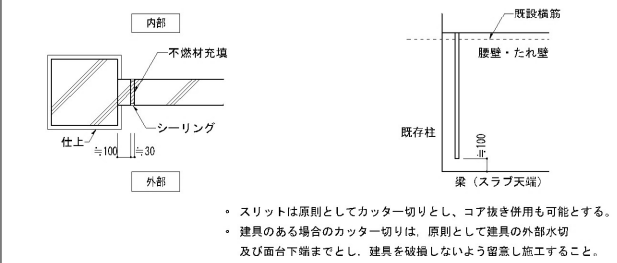 内部
不燃材充填
シーリング
仕上
≒100
≒30
外部
既設横筋
腰壁・たれ壁
既存柱
≒100
梁（スラブ天端）
◦ スリットは原則としてカッター切りとし、コア抜き併用も可能とする。
◦ 建具のある場合のカッター切りは，原則として建具の外部水切
及び面台下端までとし，建具を破損しないよう留意し施工すること。